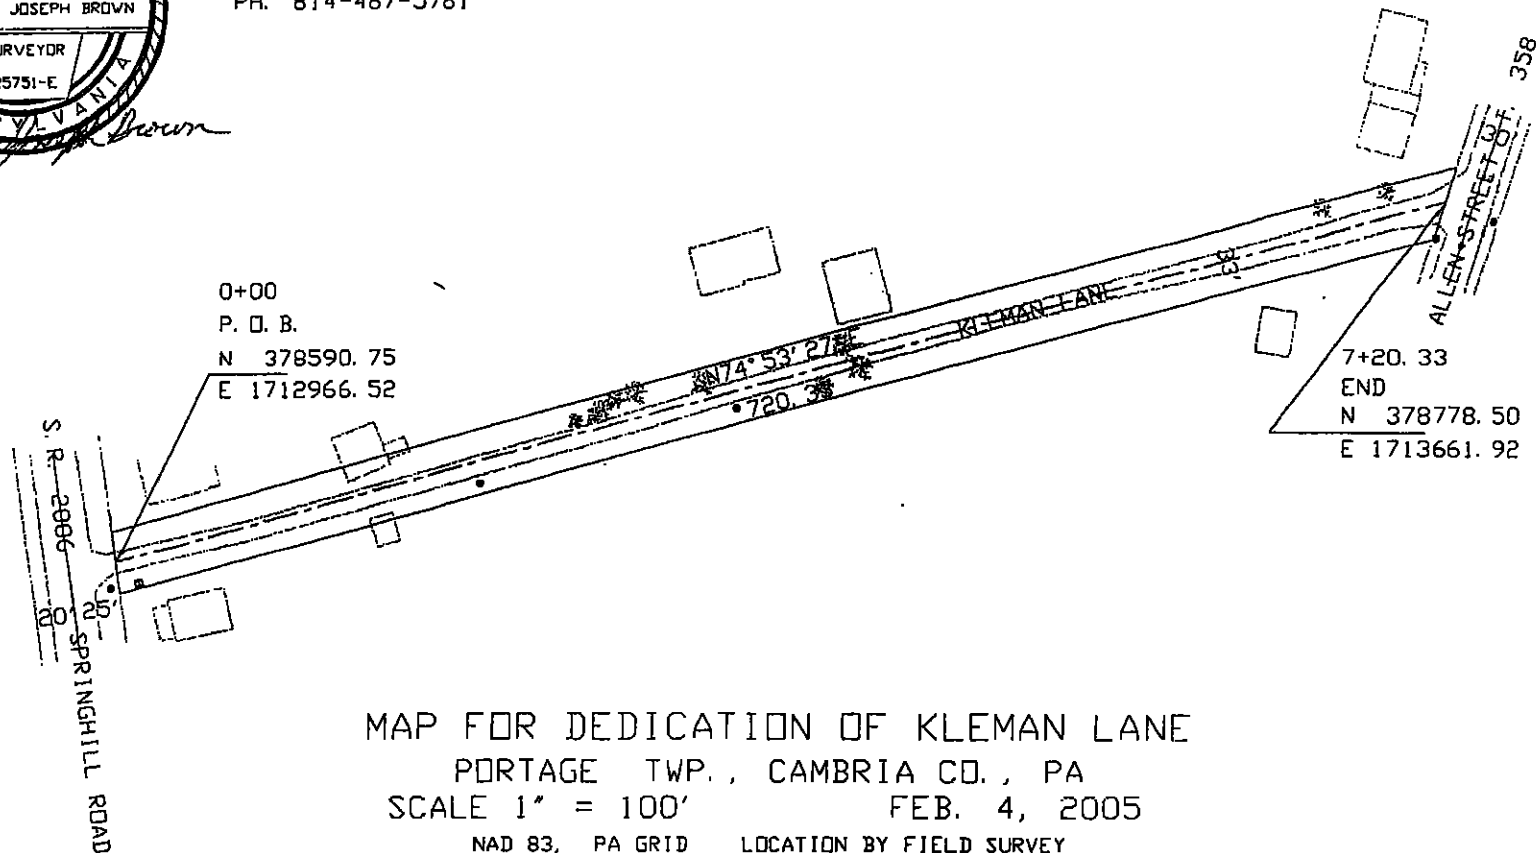 JOSEPH BROWN
PH. 814-487-5781
25751-E
Brown
358
0+00
P. O. B.
N 378590.75
E 1712966.52
S. R. 2006
20' 25'
SPRINGHILL ROAD
N74°53'27"E
720.33
KLEMAN LANE
33'
ALLEN STREET
7+20.33
END
N 378778.50
E 1713661.92
MAP FOR DEDICATION OF KLEMAN LANE
PORTAGE TWP., CAMBRIA CO., PA
SCALE 1" = 100' FEB. 4, 2005
NAD 83, PA GRID LOCATION BY FIELD SURVEY